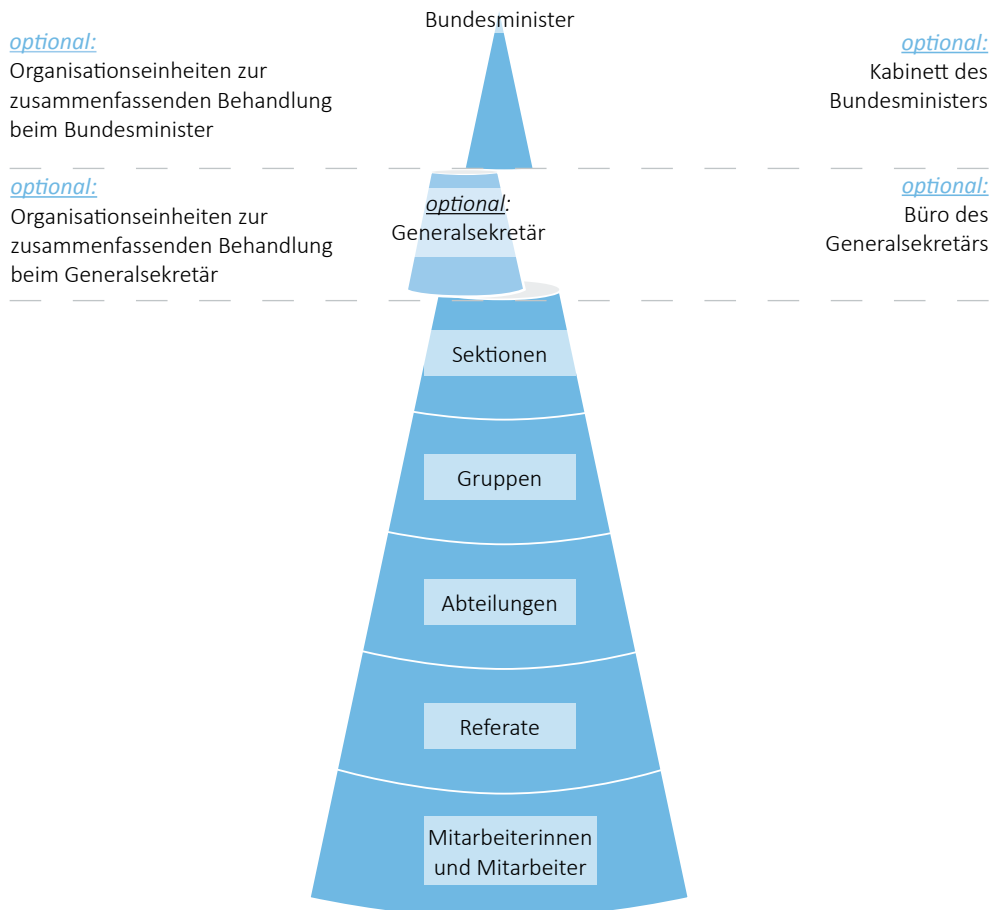 Bundesminister
optional:
Organisationseinheiten zur
zusammenfassenden Behandlung
beim Bundesminister
optional:
Kabinett des
Bundesministers
optional:
Organisationseinheiten zur
zusammenfassenden Behandlung
beim Generalsekretär
optional:
Generalsekretär
optional:
Büro des
Generalsekretärs
Sektionen
Gruppen
Abteilungen
Referate
Mitarbeiterinnen
und Mitarbeiter